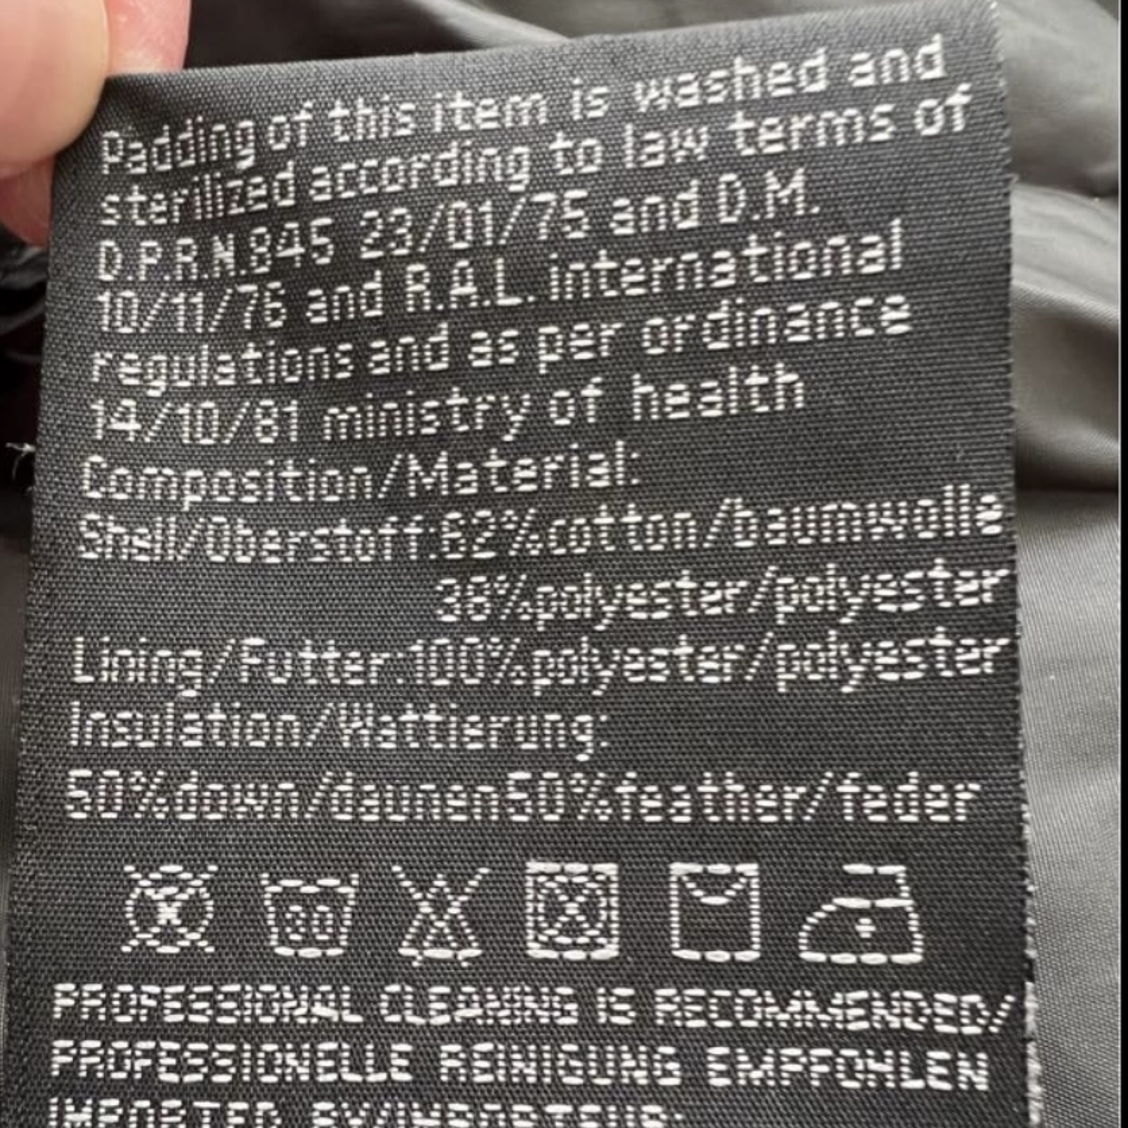 Padding of this item is washed and
sterilized according to law terms of
D.P.R.N.845 23/01/75 and D.M.
10/11/76 and R.A.L. international
regulations and as per ordinance
14/10/81 ministry of health
Composition/Material:
Shell/Oberstoff:62%cotton/baumwolle
38%polyester/polyester
Lining/Futter:100%polyester/polyester
Insulation/Wattierung:
50%down/daunen50%feather/feder
30
PROFESSIONAL CLEANING IS RECOMMENDED/
PROFESSIONELLE REINIGUNG EMPFOHLEN
IMPORTED BY/IMPORTEUR: